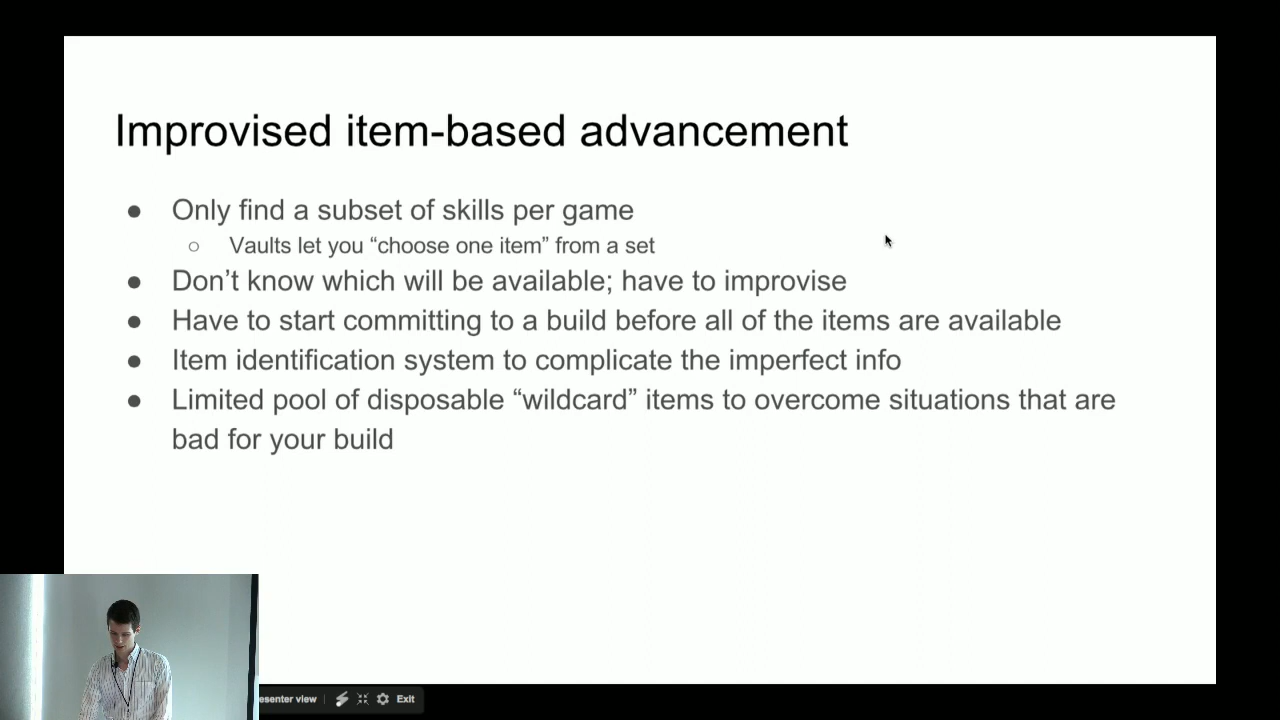 Improvised item-based advancement
● Only find a subset of skills per game
○ Vaults let you “choose one item” from a set
● Don’t know which will be available; have to improvise
● Have to start committing to a build before all of the items are available
● Item identification system to complicate the imperfect info
● Limited pool of disposable “wildcard” items to overcome situations that are
bad for your build
esenter view Exit